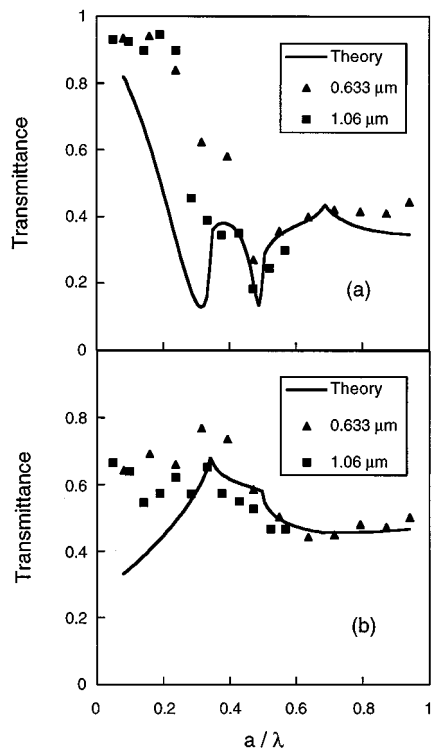 1
0.8
0.6
0.4
0.2
0
Transmittance
Theory
0.633 μm
1.06 μm
(a)
0.8
0.6
0.4
0.2
0
Transmittance
Theory
0.633 μm
1.06 μm
(b)
0 0.2 0.4 0.6 0.8 1
a / λ